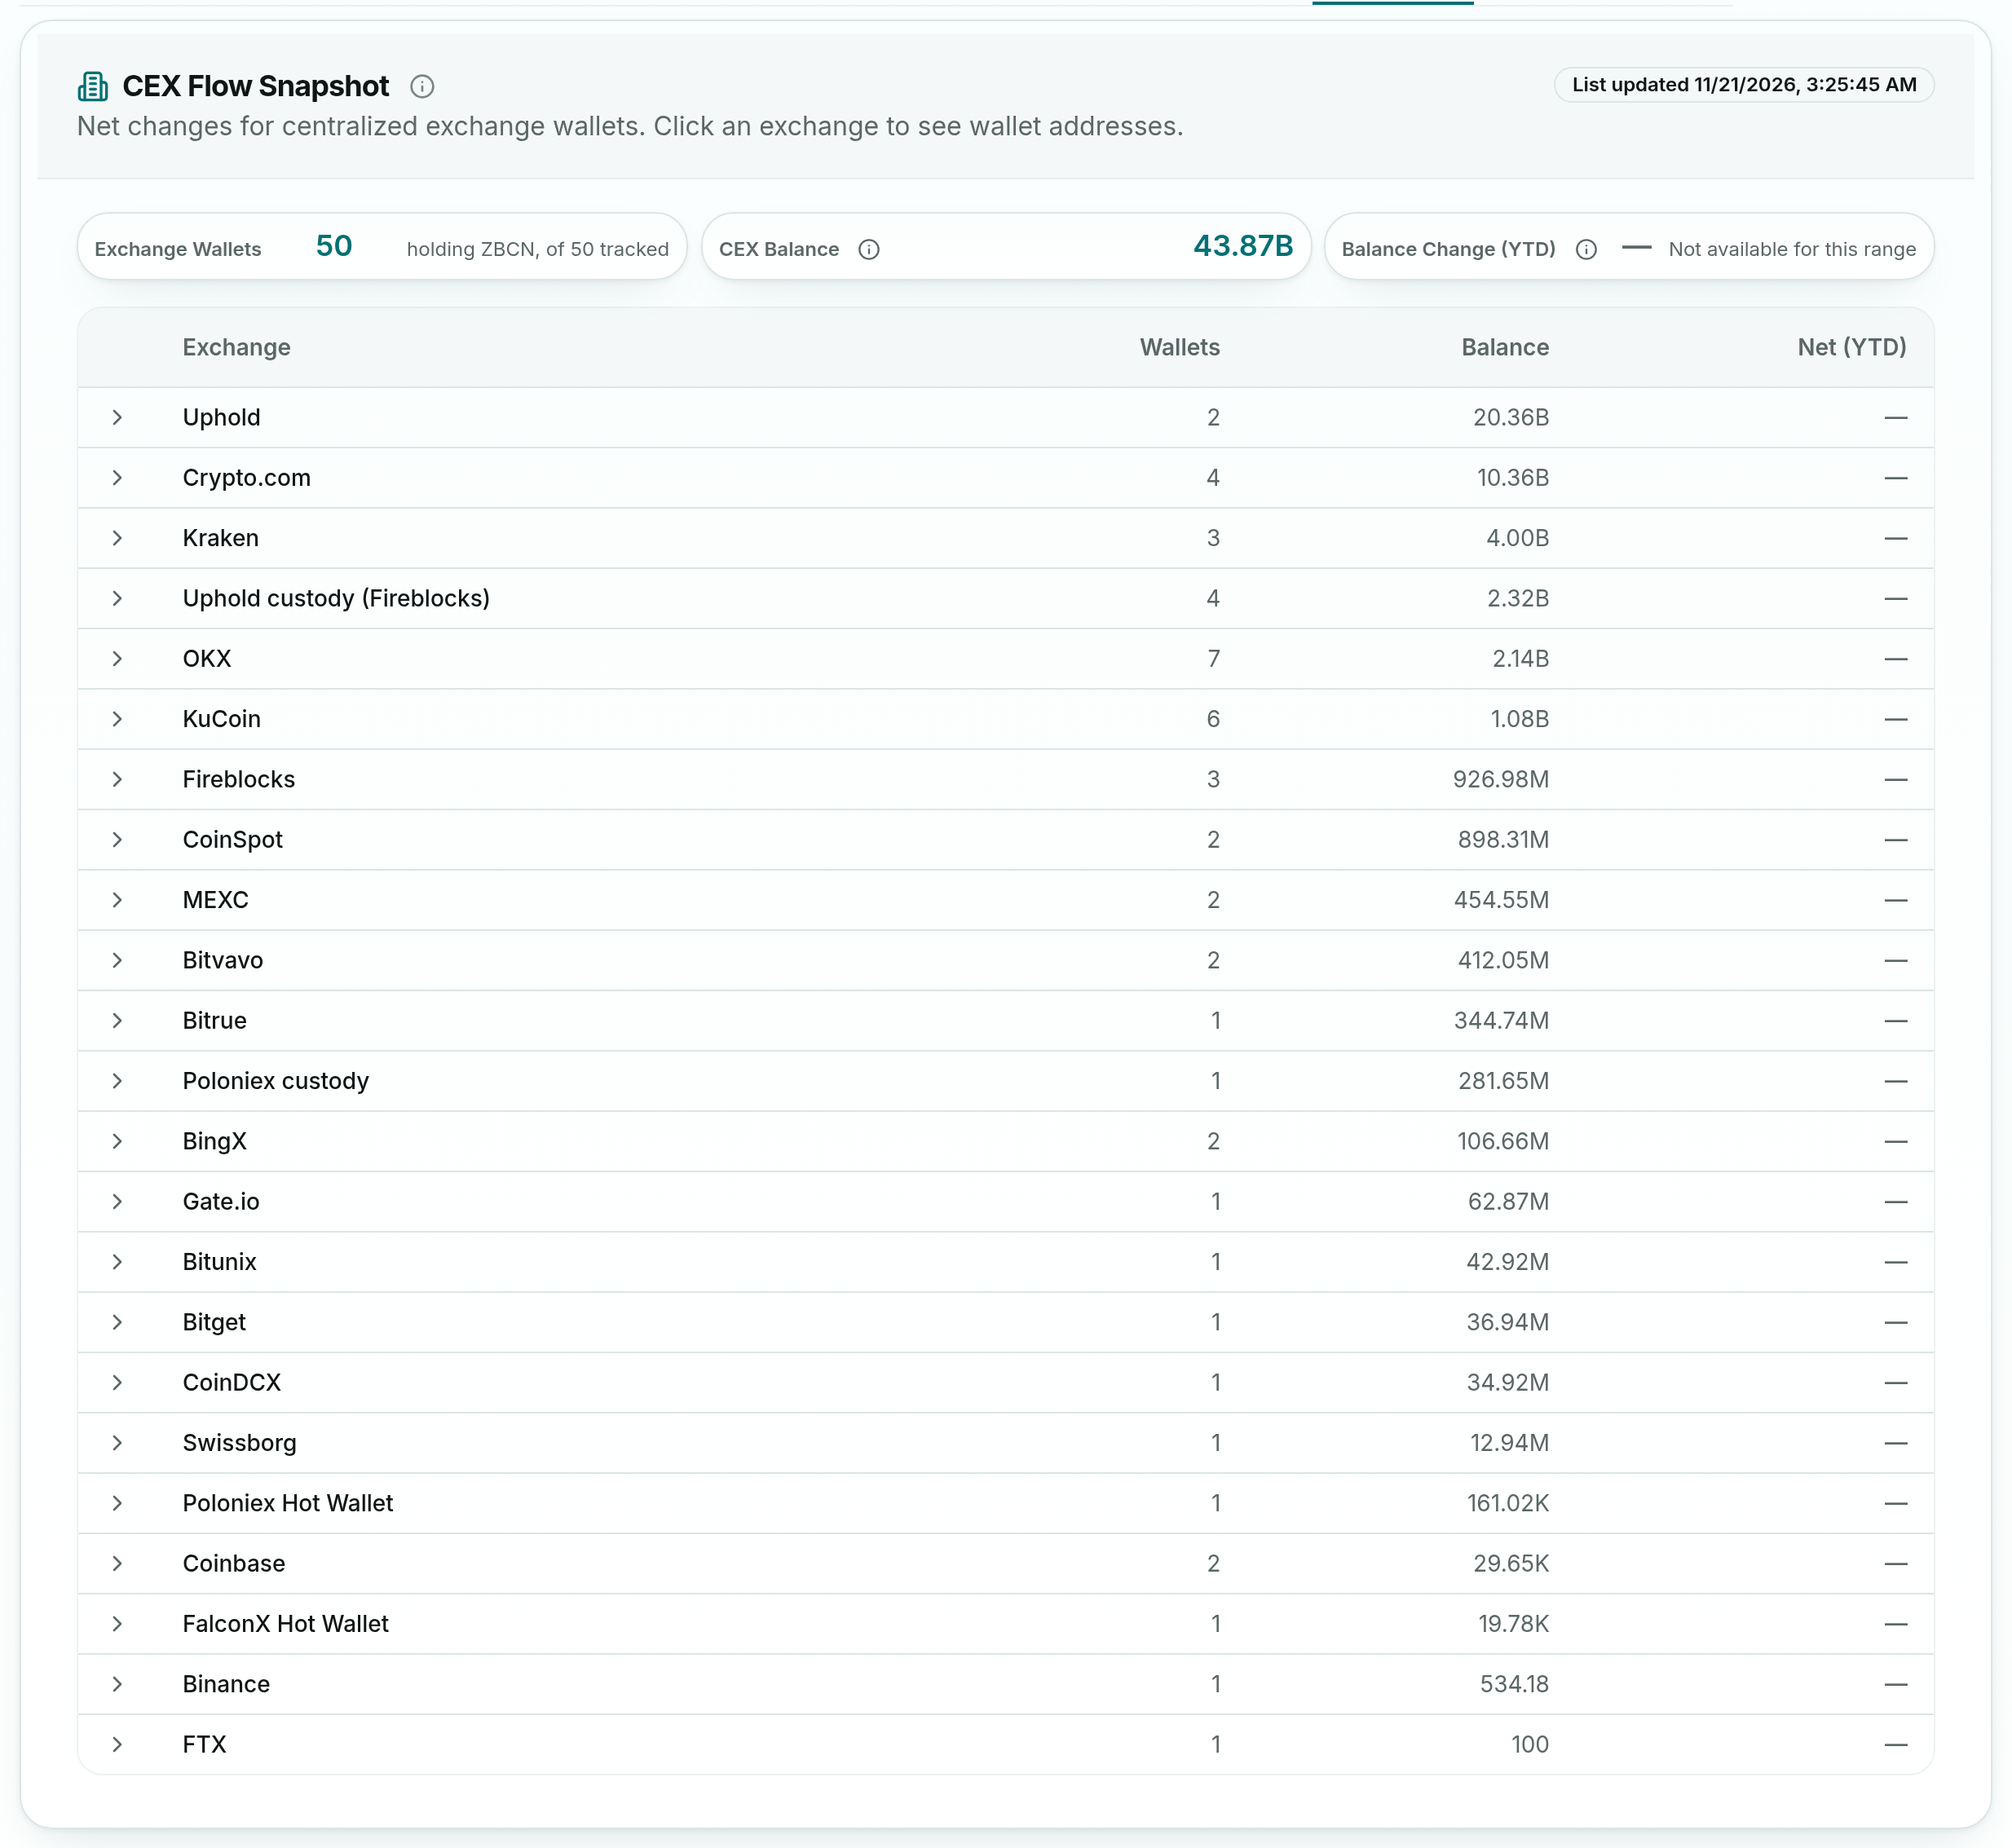 CEX Flow Snapshot
List updated 11/21/2026, 3:25:45 AM
Net changes for centralized exchange wallets. Click an exchange to see wallet addresses.
Exchange Wallets 50 holding ZBCN, of 50 tracked
CEX Balance 43.87B
Balance Change (YTD) — Not available for this range
Exchange Wallets Balance Net (YTD)
Uphold 2 20.36B —
Crypto.com 4 10.36B —
Kraken 3 4.00B —
Uphold custody (Fireblocks) 4 2.32B —
OKX 7 2.14B —
KuCoin 6 1.08B —
Fireblocks 3 926.98M —
CoinSpot 2 898.31M —
MEXC 2 454.55M —
Bitvavo 2 412.05M —
Bitrue 1 344.74M —
Poloniex custody 1 281.65M —
BingX 2 106.66M —
Gate.io 1 62.87M —
Bitunix 1 42.92M —
Bitget 1 36.94M —
CoinDCX 1 34.92M —
Swissborg 1 12.94M —
Poloniex Hot Wallet 1 161.02K —
Coinbase 2 29.65K —
FalconX Hot Wallet 1 19.78K —
Binance 1 534.18 —
FTX 1 100 —